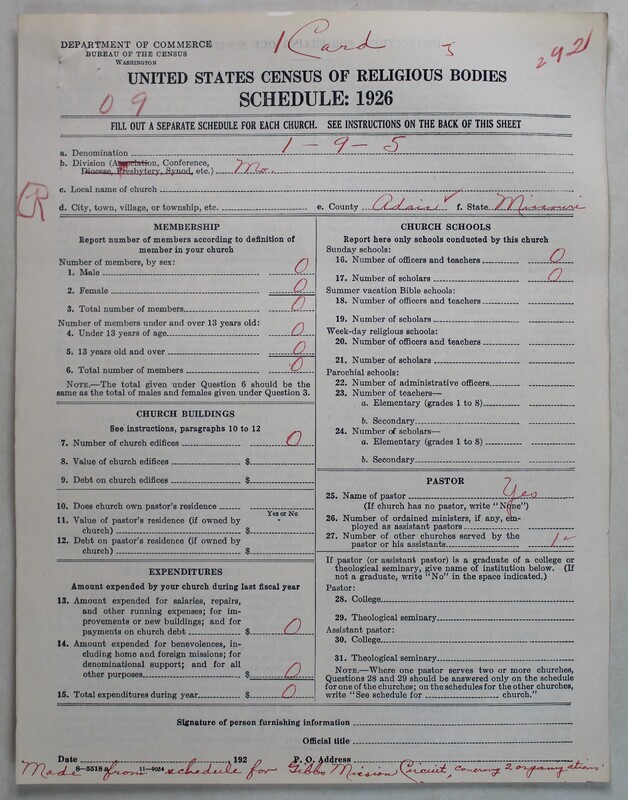 1 Card 3 292
DEPARTMENT OF COMMERCE
BUREAU OF THE CENSUS
WASHINGTON
UNITED STATES CENSUS OF RELIGIOUS BODIES
09
SCHEDULE: 1926
FILL OUT A SEPARATE SCHEDULE FOR EACH CHURCH. SEE INSTRUCTIONS ON THE BACK OF THIS SHEET
a. Denomination 1-9-5
b. Division (Association, Conference,
Diocese, Presbytery, Synod, etc.) Mo.
c. Local name of church
R
d. City, town, village, or township, etc. e. County Adair ✓ f. State Missouri
MEMBERSHIP
Report number of members according to definition of
member in your church
Number of members, by sex:
1. Male 0
2. Female 0
3. Total number of members 0
Number of members under and over 13 years old:
4. Under 13 years of age 0
5. 13 years old and over 0
6. Total number of members 0
NOTE.—The total given under Question 6 should be the
same as the total of males and females given under Question 3.
CHURCH BUILDINGS
See instructions, paragraphs 10 to 12
7. Number of church edifices 0
8. Value of church edifices $
9. Debt on church edifices $
10. Does church own pastor's residence
Yes or No
11. Value of pastor's residence (if owned by
church) $
12. Debt on pastor's residence (if owned by
church) $
EXPENDITURES
Amount expended by your church during last fiscal year
13. Amount expended for salaries, repairs,
and other running expenses; for im-
provements or new buildings; and for
payments on church debt $ 0
14. Amount expended for benevolences, in-
cluding home and foreign missions; for
denominational support; and for all
other purposes $ 0
15. Total expenditures during year $ 0
CHURCH SCHOOLS
Report here only schools conducted by this church
Sunday schools:
16. Number of officers and teachers 0
17. Number of scholars 0
Summer vacation Bible schools:
18. Number of officers and teachers
19. Number of scholars
Week-day religious schools:
20. Number of officers and teachers
21. Number of scholars
Parochial schools:
22. Number of administrative officers
23. Number of teachers—
a. Elementary (grades 1 to 8)
b. Secondary
24. Number of scholars—
a. Elementary (grades 1 to 8)
b. Secondary
PASTOR
25. Name of pastor Yes
(If church has no pastor, write "None")
26. Number of ordained ministers, if any, em-
ployed as assistant pastors
27. Number of other churches served by the
pastor or his assistants 1
If pastor (or assistant pastor) is a graduate of a college or
theological seminary, give name of institution below. (If
not a graduate, write "No" in the space indicated.)
Pastor:
28. College
29. Theological seminary
Assistant pastor:
30. College
31. Theological seminary
NOTE.—Where one pastor serves two or more churches,
Questions 28 and 29 should be answered only on the schedule
for one of the churches; on the schedules for the other churches,
write "See schedule for church."
Signature of person furnishing information
Official title
Date 192 P. O. Address
8—5518 a 11—9054
Made from schedule for Gibbs Mission Circuit, covering 2 organizations